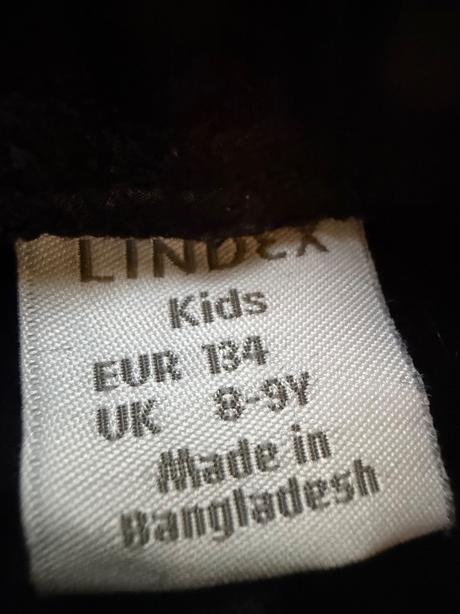 LINDEX
Kids
EUR 134
UK 8-9Y
Made in
Bangladesh